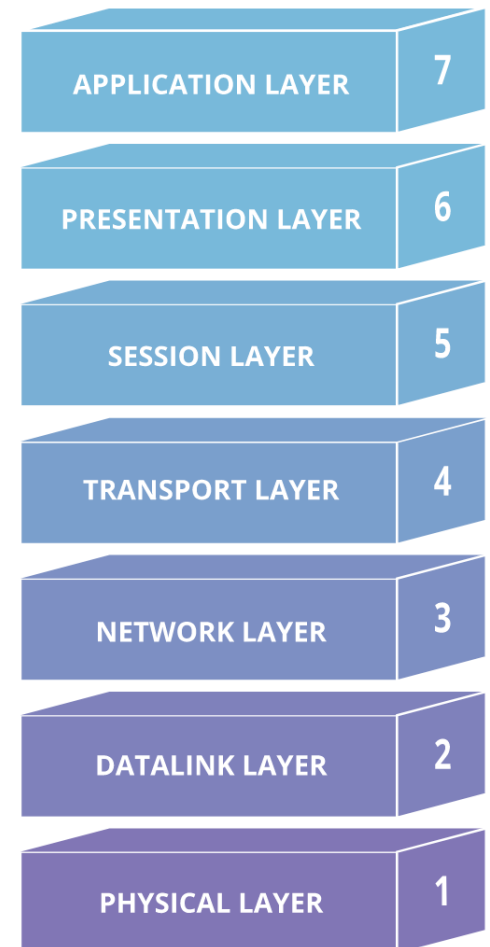 APPLICATION LAYER 7
PRESENTATION LAYER 6
SESSION LAYER 5
TRANSPORT LAYER 4
NETWORK LAYER 3
DATALINK LAYER 2
PHYSICAL LAYER 1